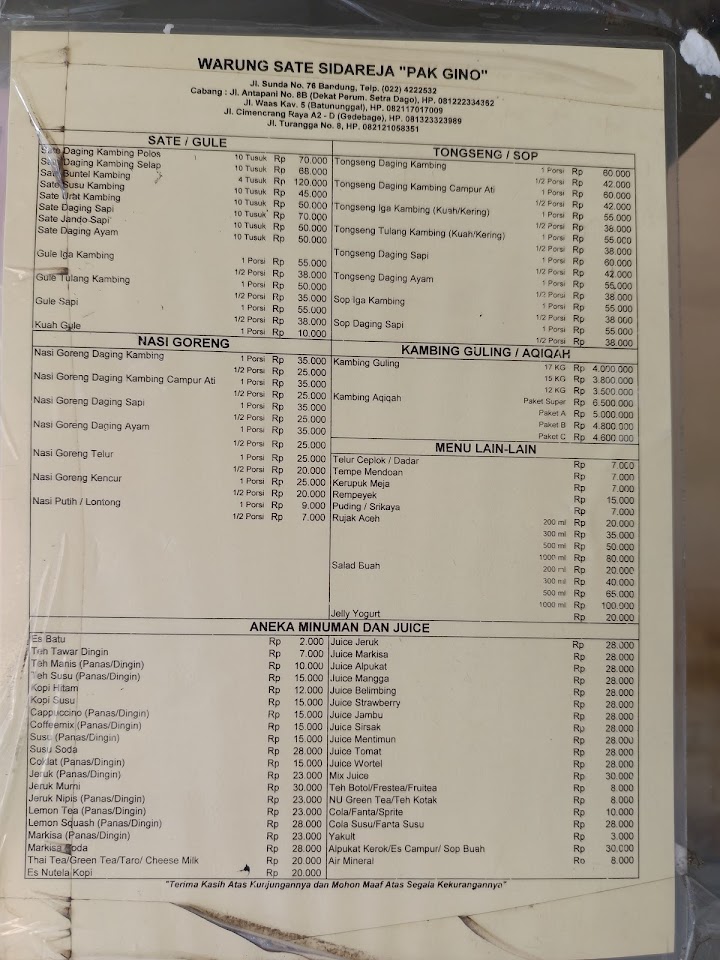 WARUNG SATE SIDAREJA "PAK GINO"
Jl. Sunda No. 76 Bandung, Telp. (022) 4222532
Cabang : Jl. Antapani No. 8B (Dekat Perum. Setra Dago), HP. 081222334362
Jl. Waas Kav. 5 (Batununggal), HP. 082117017009
Jl. Cimencrang Raya A2 - D (Gedebage), HP. 081323323989
Jl. Turangga No. 8, HP. 082121058351
SATE / GULE
Sate Daging Kambing Polos 10 Tusuk Rp 70.000
Sate Daging Kambing Selap 10 Tusuk Rp 68.000
Sate Buntel Kambing 4 Tusuk Rp 120.000
Sate Susu Kambing 10 Tusuk Rp 45.000
Sate Urat Kambing 10 Tusuk Rp 50.000
Sate Daging Sapi 10 Tusuk Rp 70.000
Sate Jando Sapi 10 Tusuk Rp 50.000
Sate Daging Ayam 10 Tusuk Rp 50.000
Gule Iga Kambing 1 Porsi Rp 55.000
1/2 Porsi Rp 38.000
Gule Tulang Kambing 1 Porsi Rp 50.000
1/2 Porsi Rp 35.000
Gule Sapi 1 Porsi Rp 55.000
1/2 Porsi Rp 38.000
Kuah Gule 1 Porsi Rp 10.000
NASI GORENG
Nasi Goreng Daging Kambing 1 Porsi Rp 35.000
1/2 Porsi Rp 25.000
Nasi Goreng Daging Kambing Campur Ati 1 Porsi Rp 35.000
1/2 Porsi Rp 25.000
Nasi Goreng Daging Sapi 1 Porsi Rp 35.000
1/2 Porsi Rp 25.000
Nasi Goreng Daging Ayam 1 Porsi Rp 35.000
1/2 Porsi Rp 25.000
Nasi Goreng Telur 1 Porsi Rp 25.000
1/2 Porsi Rp 20.000
Nasi Goreng Kencur 1 Porsi Rp 25.000
1/2 Porsi Rp 20.000
Nasi Putih / Lontong 1 Porsi Rp 9.000
1/2 Porsi Rp 7.000
TONGSENG / SOP
Tongseng Daging Kambing 1 Porsi Rp 60.000
1/2 Porsi Rp 42.000
Tongseng Daging Kambing Campur Ati 1 Porsi Rp 60.000
1/2 Porsi Rp 42.000
Tongseng Iga Kambing (Kuah/Kering) 1 Porsi Rp 55.000
1/2 Porsi Rp 38.000
Tongseng Tulang Kambing (Kuah/Kering) 1 Porsi Rp 55.000
1/2 Porsi Rp 38.000
Tongseng Daging Sapi 1 Porsi Rp 60.000
1/2 Porsi Rp 42.000
Tongseng Daging Ayam 1 Porsi Rp 55.000
1/2 Porsi Rp 38.000
Sop Iga Kambing 1 Porsi Rp 55.000
1/2 Porsi Rp 38.000
Sop Daging Sapi 1 Porsi Rp 55.000
1/2 Porsi Rp 38.000
KAMBING GULING / AQIQAH
Kambing Guling 17 KG Rp 4.000.000
15 KG Rp 3.800.000
12 KG Rp 3.500.000
Kambing Aqiqah Paket Super Rp 6.500.000
Paket A Rp 5.000.000
Paket B Rp 4.800.000
Paket C Rp 4.600.000
MENU LAIN-LAIN
Telur Ceplok / Dadar Rp 7.000
Tempe Mendoan Rp 7.000
Kerupuk Meja Rp 7.000
Rempeyek Rp 15.000
Puding / Srikaya Rp 7.000
Rujak Aceh 200 ml Rp 20.000
300 ml Rp 35.000
500 ml Rp 50.000
1000 ml Rp 80.000
Salad Buah 200 ml Rp 20.000
300 ml Rp 40.000
500 ml Rp 65.000
1000 ml Rp 100.000
Jelly Yogurt Rp 20.000
ANEKA MINUMAN DAN JUICE
Es Batu Rp 2.000
Teh Tawar Dingin Rp 7.000
Teh Manis (Panas/Dingin) Rp 10.000
Teh Susu (Panas/Dingin) Rp 15.000
Kopi Hitam Rp 12.000
Kopi Susu Rp 15.000
Cappuccino (Panas/Dingin) Rp 15.000
Coffeemix (Panas/Dingin) Rp 15.000
Susu (Panas/Dingin) Rp 15.000
Susu Soda Rp 28.000
Coklat (Panas/Dingin) Rp 15.000
Jeruk (Panas/Dingin) Rp 23.000
Jeruk Murni Rp 30.000
Jeruk Nipis (Panas/Dingin) Rp 23.000
Lemon Tea (Panas/Dingin) Rp 23.000
Lemon Squash (Panas/Dingin) Rp 28.000
Markisa (Panas/Dingin) Rp 23.000
Markisa Soda Rp 28.000
Thai Tea/Green Tea/Taro/ Cheese Milk Rp 20.000
Es Nutela Kopi Rp 20.000
Juice Jeruk Rp 28.000
Juice Markisa Rp 28.000
Juice Alpukat Rp 28.000
Juice Mangga Rp 28.000
Juice Belimbing Rp 28.000
Juice Strawberry Rp 28.000
Juice Jambu Rp 28.000
Juice Sirsak Rp 28.000
Juice Mentimun Rp 28.000
Juice Tomat Rp 28.000
Juice Wortel Rp 28.000
Mix Juice Rp 30.000
Teh Botol/Frestea/Fruitea Rp 8.000
NU Green Tea/Teh Kotak Rp 8.000
Cola/Fanta/Sprite Rp 10.000
Cola Susu/Fanta Susu Rp 28.000
Yakult Rp 3.000
Alpukat Kerok/Es Campur/ Sop Buah Rp 30.000
Air Mineral Rp 8.000
"Terima Kasih Atas Kunjungannya dan Mohon Maaf Atas Segala Kekurangannya"